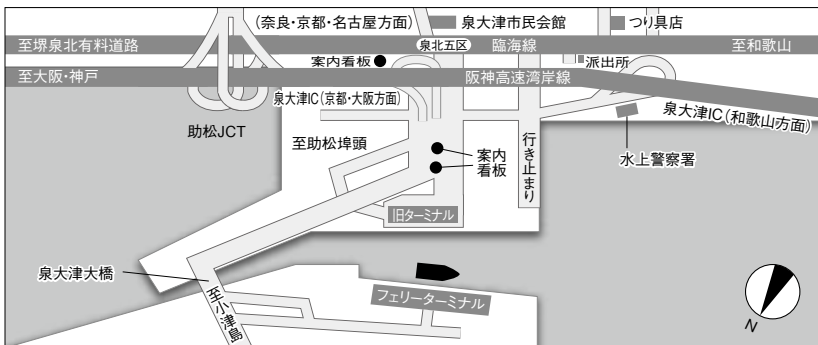 (奈良・京都・名古屋方面)
泉大津市民会館
つり具店
至堺泉北有料道路
泉北五区
臨海線
至和歌山
案内看板
派出所
至大阪・神戸
阪神高速湾岸線
泉大津IC(京都・大阪方面)
泉大津IC(和歌山方面)
助松JCT
至助松埠頭
案内
看板
行き止まり
水上警察署
旧ターミナル
泉大津大橋
至小津島
フェリーターミナル
N